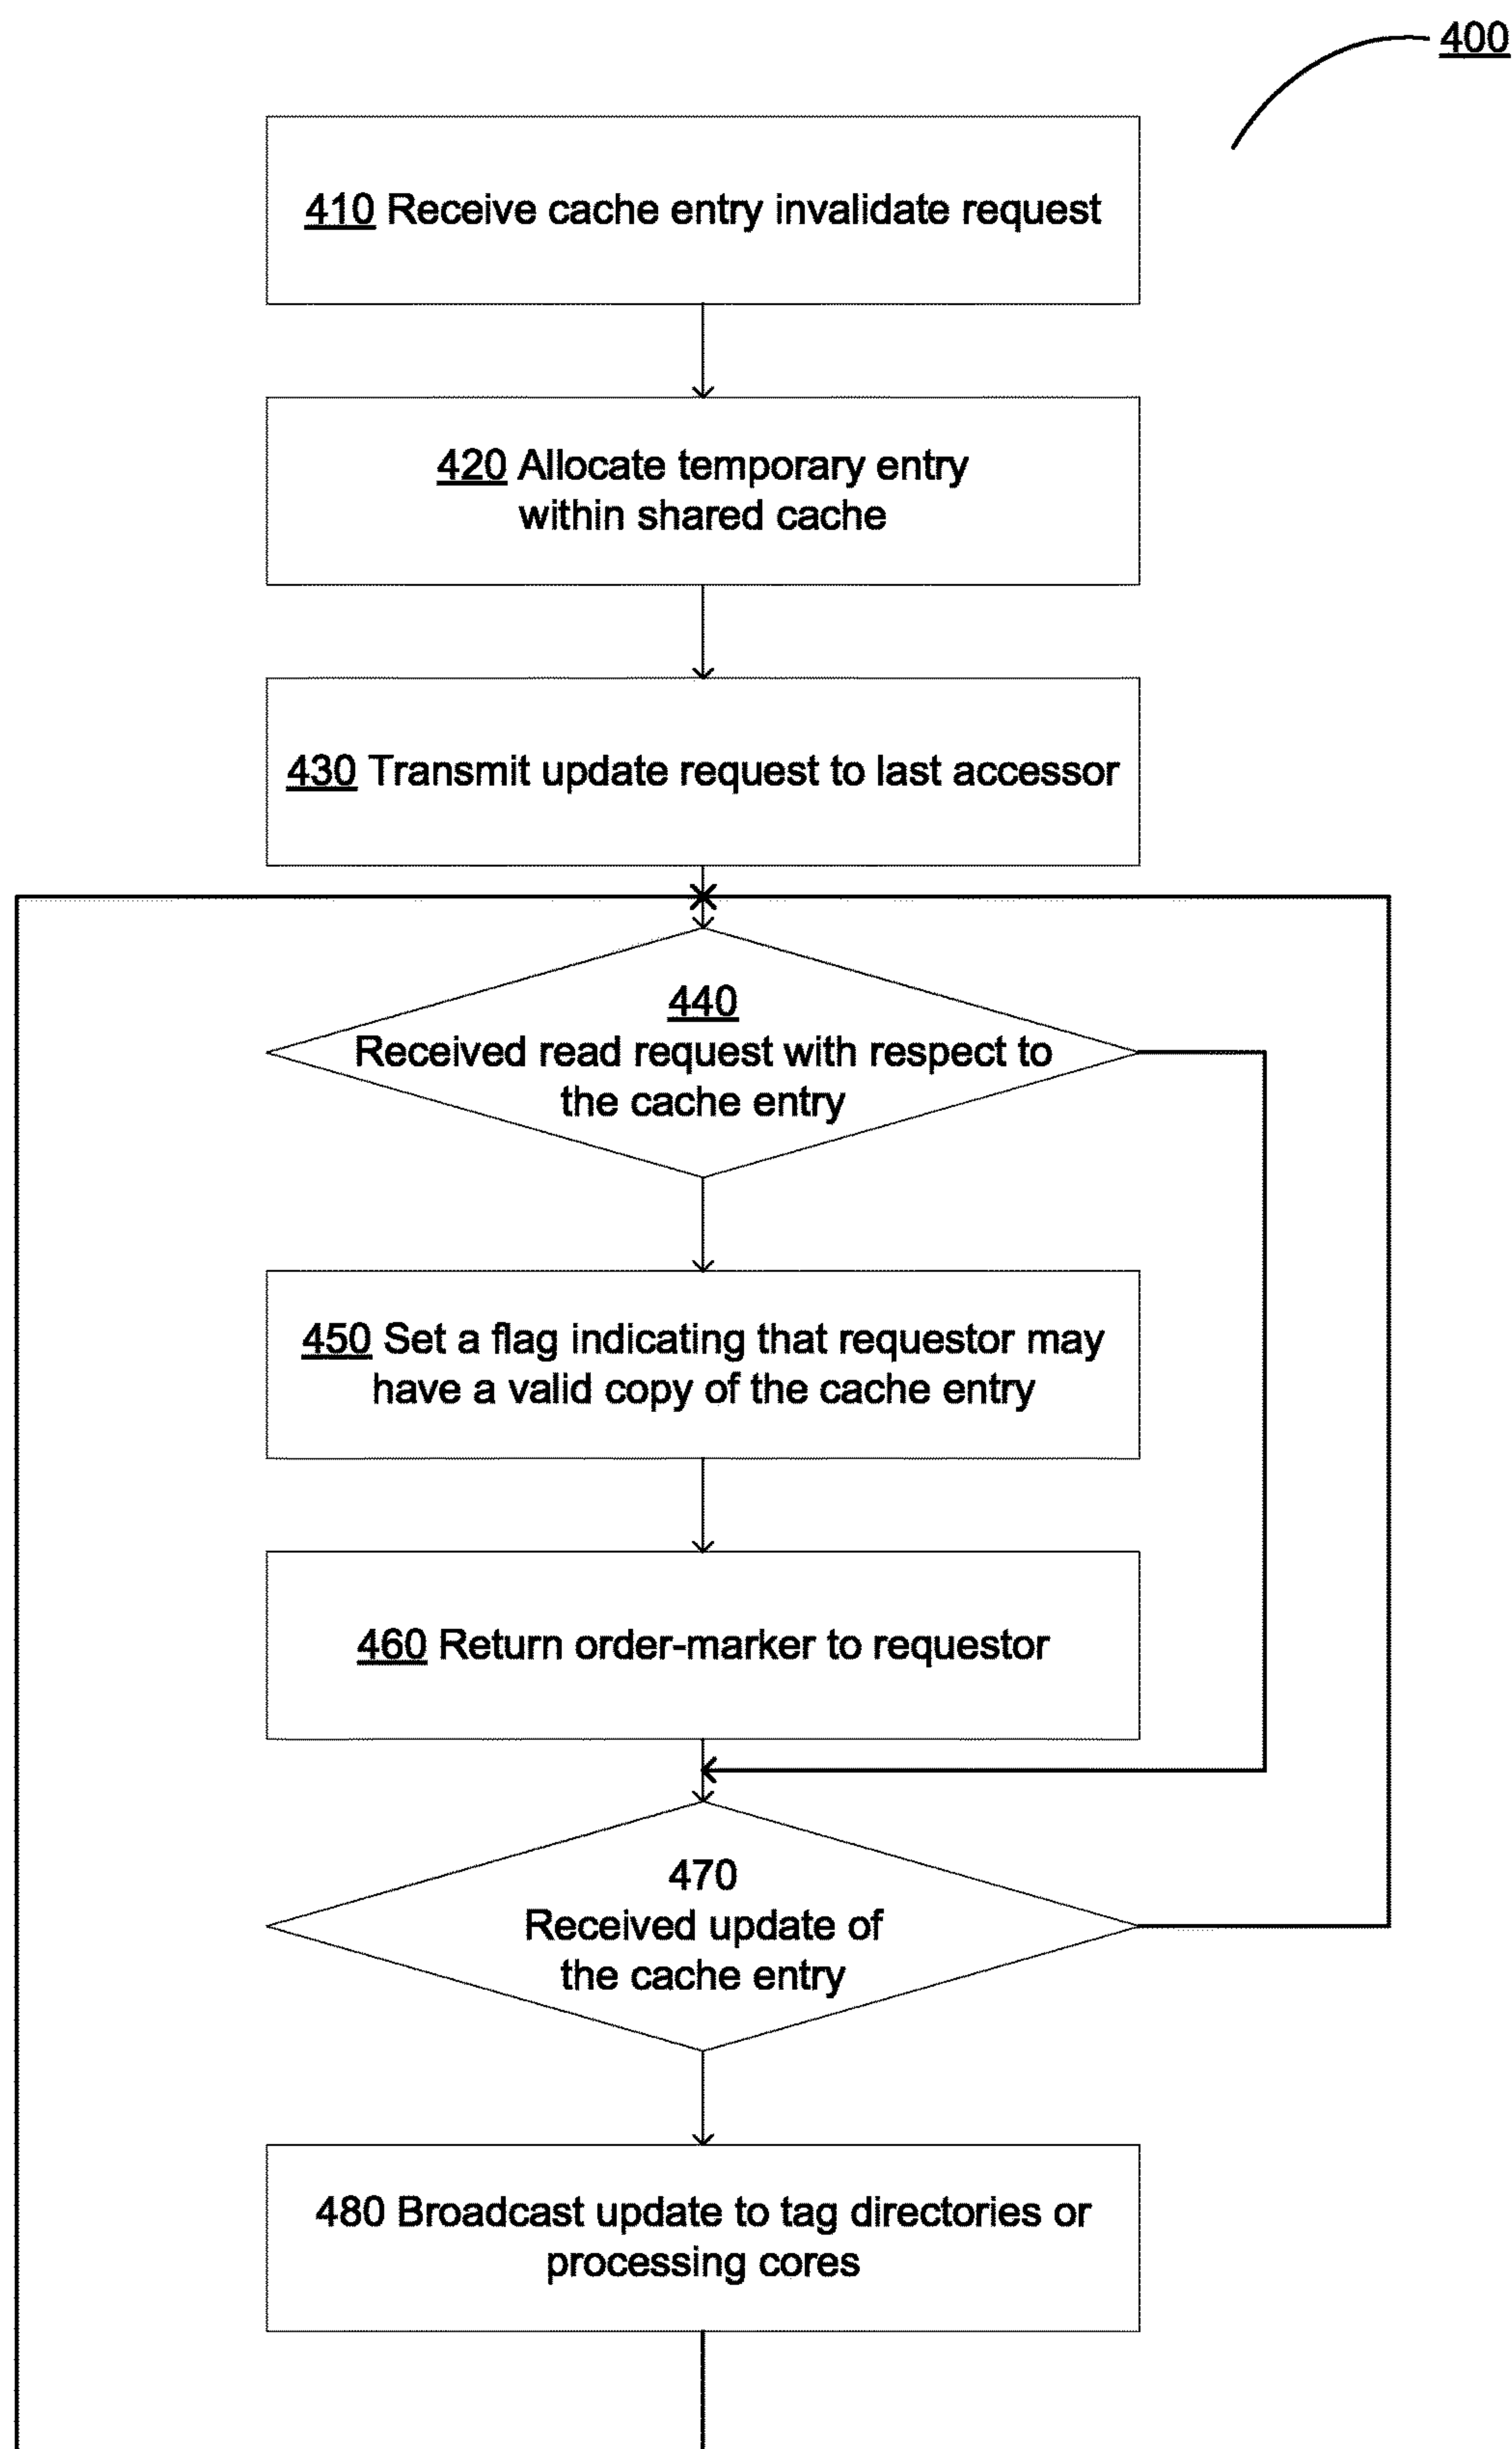 400
410 Receive cache entry invalidate request
420 Allocate temporary entry
within shared cache
430 Transmit update request to last accessor
440
Received read request with respect to
the cache entry
450 Set a flag indicating that requestor may
have a valid copy of the cache entry
460 Return order-marker to requestor
470
Received update of
the cache entry
480 Broadcast update to tag directories or
processing cores